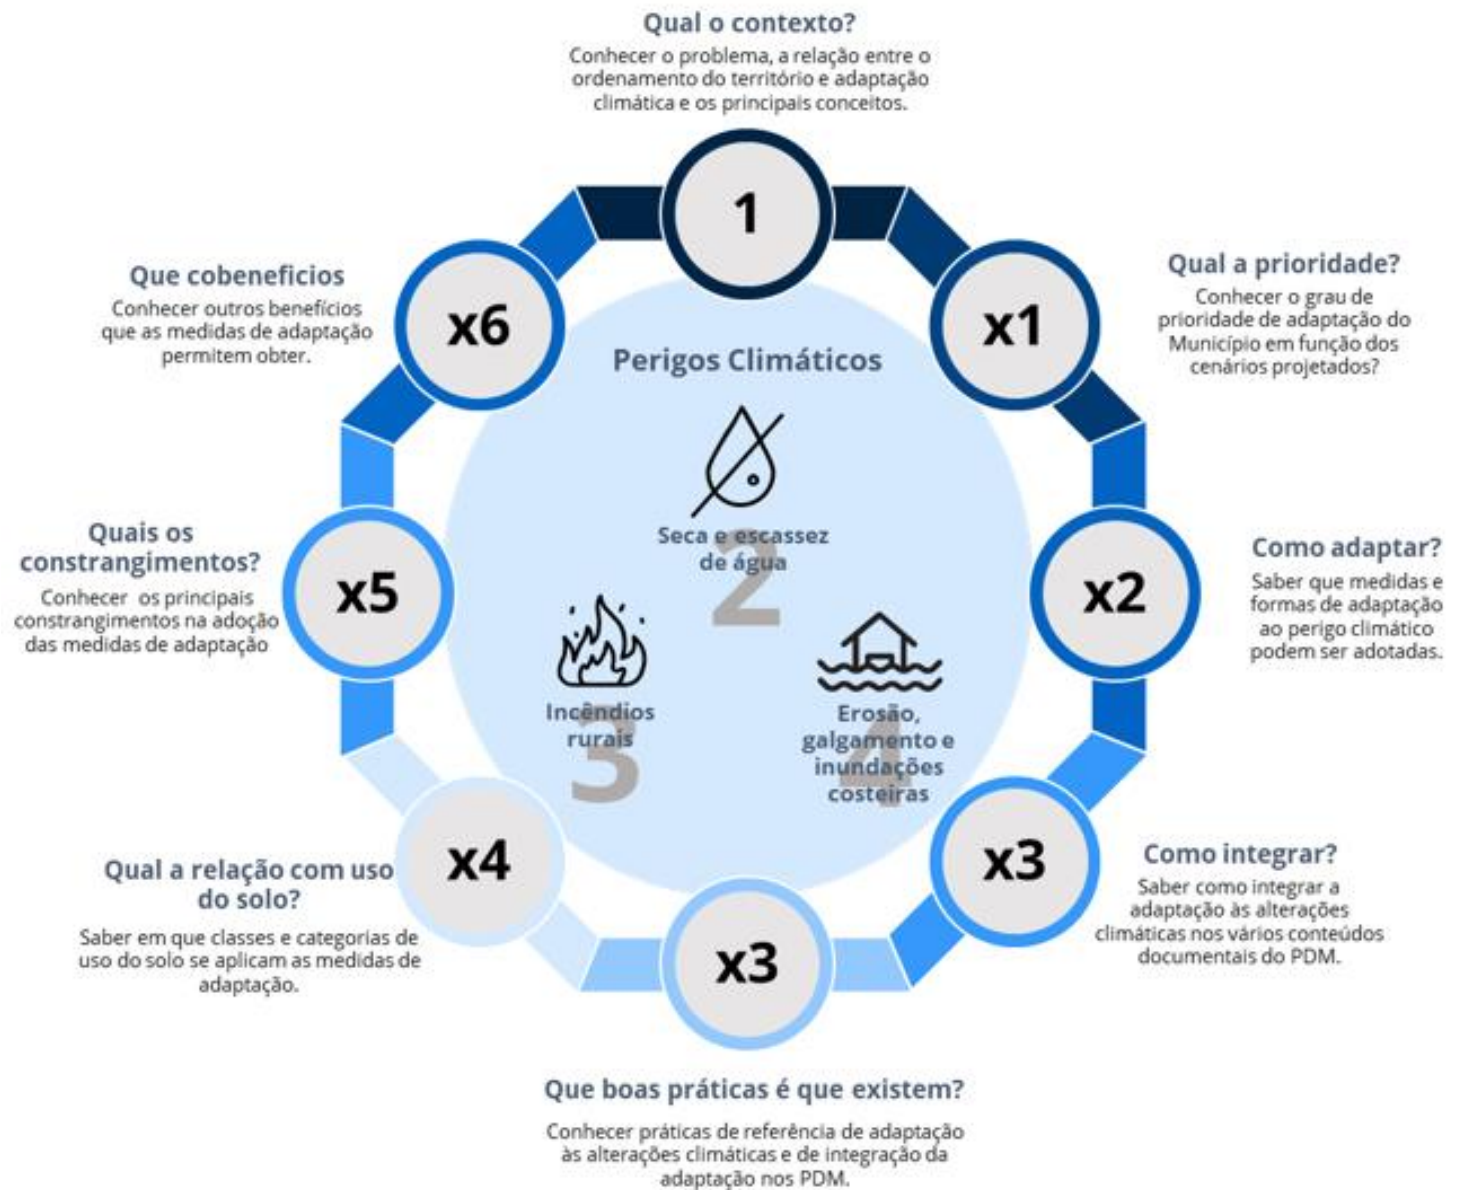 Qual o contexto?
Conhecer o problema, a relação entre o
ordenamento do território e adaptação
climática e os principais conceitos.
1
Que cobenefícios
Conhecer outros benefícios
que as medidas de adaptação
permitem obter.
x6
x1
Qual a prioridade?
Conhecer o grau de
prioridade de adaptação do
Município em função dos
cenários projetados?
Perigos Climáticos
Seca e escassez
de água
2
Quais os
constrangimentos?
Conhecer os principais
constrangimentos na adoção
das medidas de adaptação
x5
x2
Como adaptar?
Saber que medidas e
formas de adaptação
ao perigo climático
podem ser adotadas.
Incêndios
rurais
3
Erosão,
galgamento e
inundações
costeiras
4
Qual a relação com uso
do solo?
Saber em que classes e categorias de
uso do solo se aplicam as medidas de
adaptação.
x4
x3
Como integrar?
Saber como integrar a
adaptação às alterações
climáticas nos vários conteúdos
documentais do PDM.
x3
Que boas práticas é que existem?
Conhecer práticas de referência de adaptação
às alterações climáticas e de integração da
adaptação nos PDM.